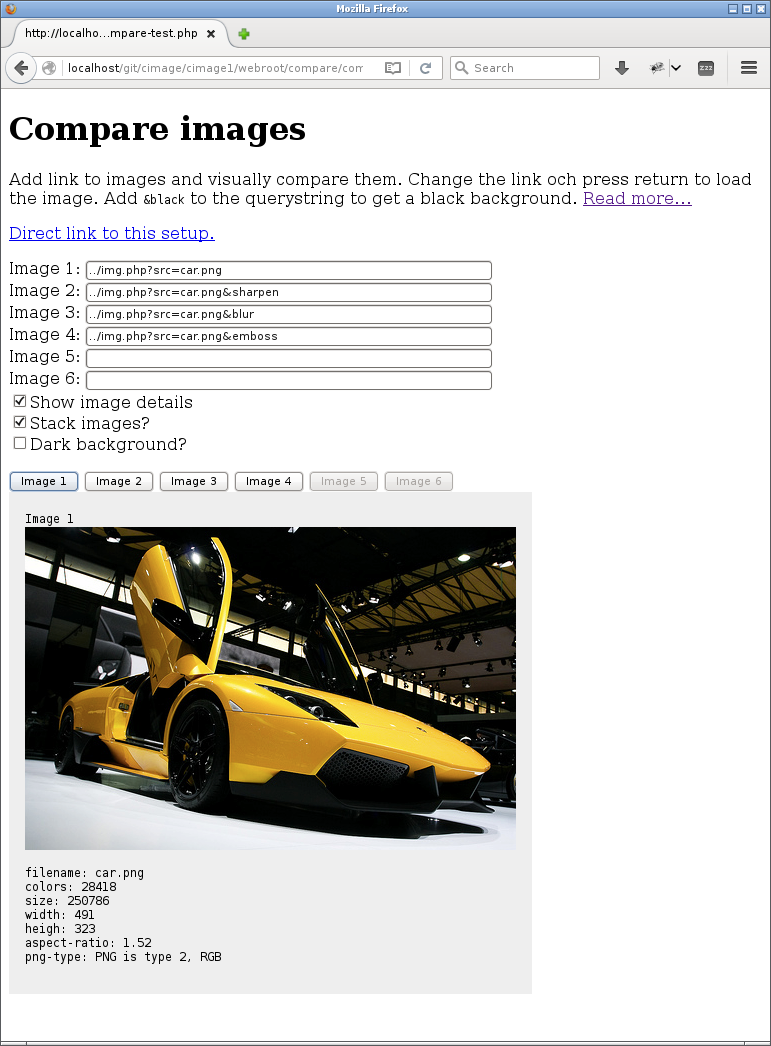 Mozilla Firefox
http://localho...mpare-test.php
localhost/git/cimage/cimage1/webroot/compare/com
Search
zzz
Compare images
Add link to images and visually compare them. Change the link och press return to load
the image. Add &black to the querystring to get a black background. Read more...
Direct link to this setup.
Image 1: ../img.php?src=car.png
Image 2: ../img.php?src=car.png&sharpen
Image 3: ../img.php?src=car.png&blur
Image 4: ../img.php?src=car.png&emboss
Image 5:
Image 6:
Show image details
Stack images?
Dark background?
Image 1 Image 2 Image 3 Image 4 Image 5 Image 6
Image 1
filename: car.png
colors: 28418
size: 250786
width: 491
heigh: 323
aspect-ratio: 1.52
png-type: PNG is type 2, RGB